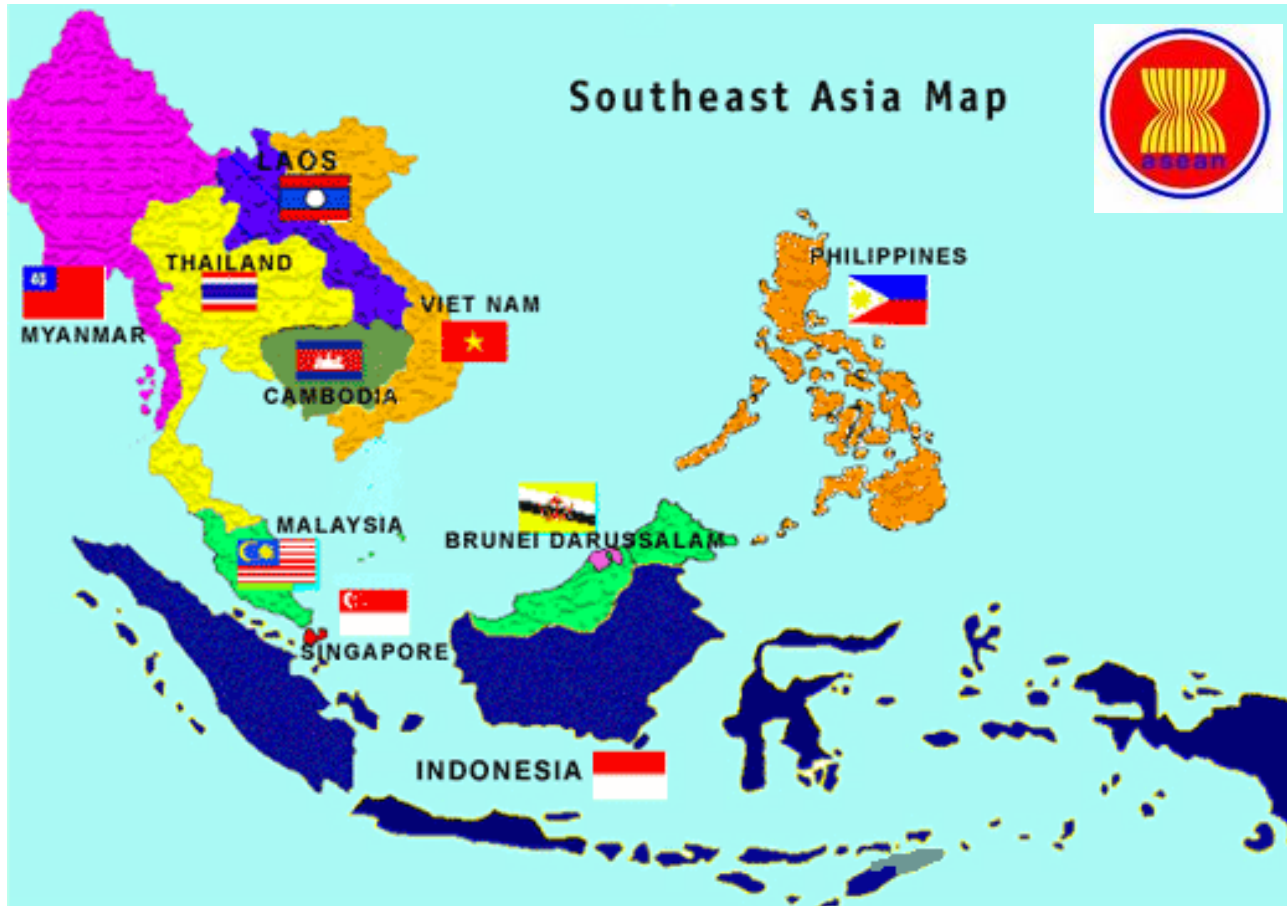 Southeast Asia Map
asean
LAOS
THAILAND
PHILIPPINES
VIET NAM
MYANMAR
CAMBODIA
MALAYSIA
BRUNEI DARUSSALAM
SINGAPORE
INDONESIA